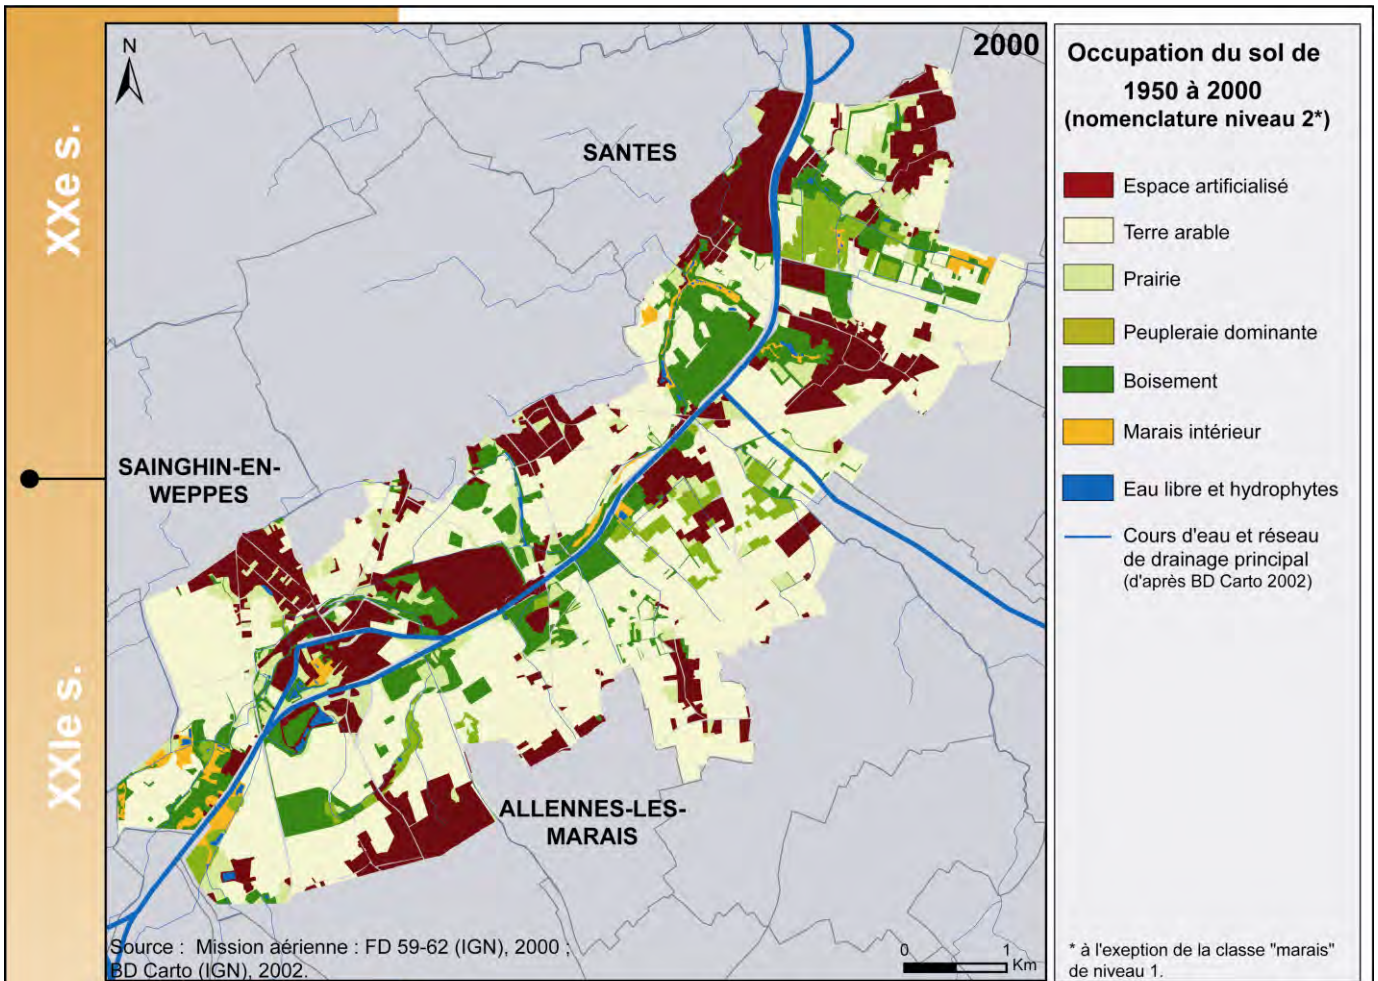 XXe s.
XXIe s.
N
2000
SANTES
SAINGHIN-EN-
WEPPES
ALLENNES-LES-
MARAIS
Source : Mission aérienne : FD 59-62 (IGN), 2000 ;
BD Carto (IGN), 2002.
0 1
Km
Occupation du sol de
1950 à 2000
(nomenclature niveau 2*)
Espace artificialisé
Terre arable
Prairie
Peupleraie dominante
Boisement
Marais intérieur
Eau libre et hydrophytes
Cours d'eau et réseau
de drainage principal
(d'après BD Carto 2002)
* à l'exeption de la classe "marais"
de niveau 1.